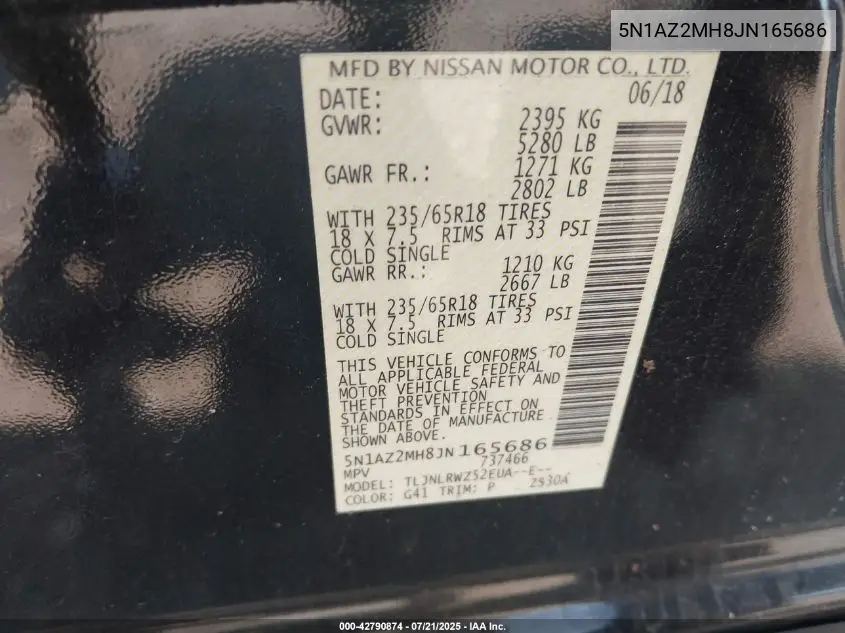 5N1AZ2MH8JN165686
MFD BY NISSAN MOTOR CO., LTD.
DATE: 06/18
GVWR: 2395 KG
5280 LB
GAWR FR.: 1271 KG
2802 LB
WITH 235/65R18 TIRES
18 X 7.5 RIMS AT 33 PSI
COLD SINGLE
GAWR RR.: 1210 KG
2667 LB
WITH 235/65R18 TIRES
18 X 7.5 RIMS AT 33 PSI
COLD SINGLE
THIS VEHICLE CONFORMS TO
ALL APPLICABLE FEDERAL
MOTOR VEHICLE SAFETY AND
THEFT PREVENTION
STANDARDS IN EFFECT ON
THE DATE OF MANUFACTURE
SHOWN ABOVE.
5N1AZ2MH8JN165686
MPV 737466
MODEL: TLJNLRWZ52EUA--E--
COLOR: G41 TRIM: P
000-42790874 - 07/21/2025 - IAA Inc.